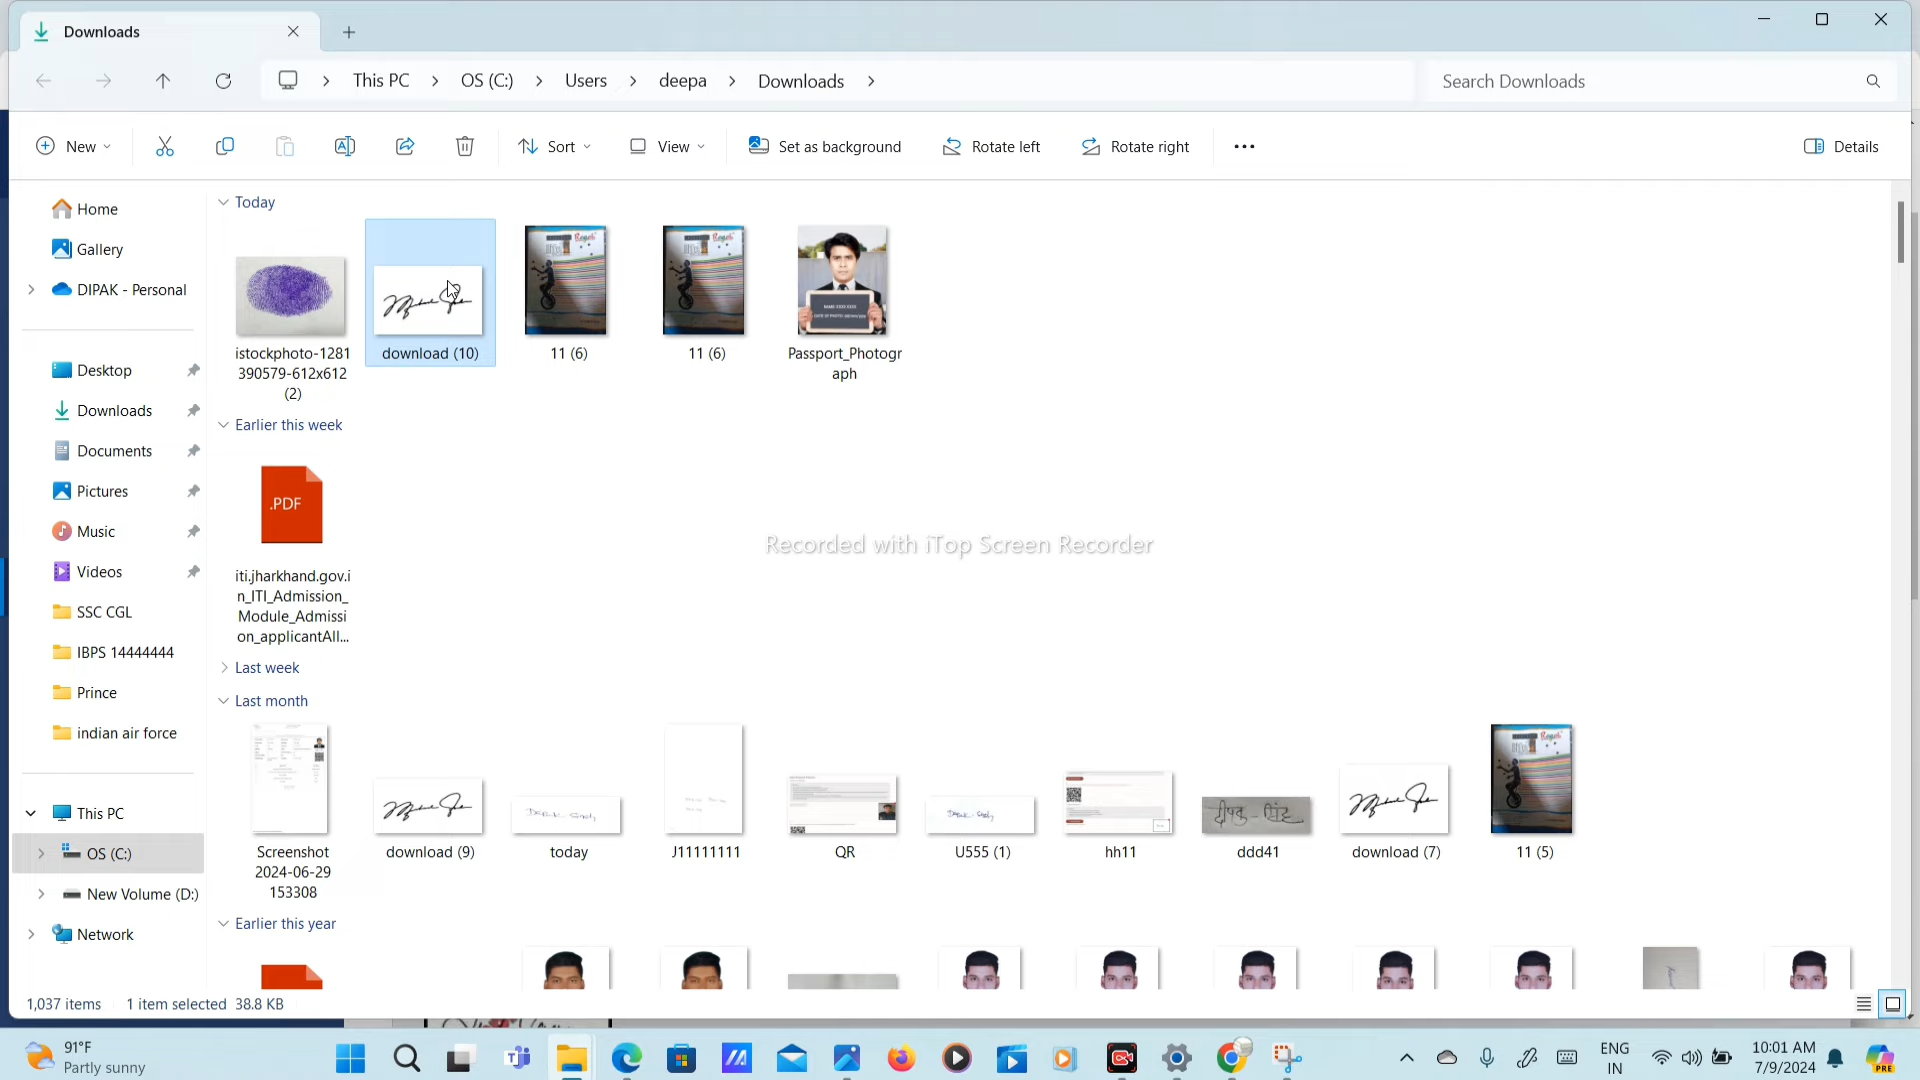 Downloads
This PC
OS (C:)
Users
deepa
Downloads
Search Downloads
New
Sort
View
Set as background
Rotate left
Rotate right
Details
Home
Gallery
DIPAK - Personal
Desktop
Downloads
Documents
Pictures
Music
Videos
SSC CGL
IBPS 14444444
Prince
indian air force
This PC
OS (C:)
New Volume (D:)
Network
Today
istockphoto-1281
390579-612x612
(2)
download (10)
11 (6)
11 (6)
Passport_Photogr
aph
Earlier this week
.PDF
iti.jharkhand.gov.i
n_ITI_Admission_
Module_Admissi
on_applicantAll...
Recorded with iTop Screen Recorder
Last week
Last month
Screenshot
2024-06-29
153308
download (9)
today
J11111111
QR
U555 (1)
hh11
दीपक - सिंह
ddd41
download (7)
11 (5)
Earlier this year
1,037 items
1 item selected 38.8 KB
91°F
Partly sunny
ENG
IN
10:01 AM
7/9/2024
PRE